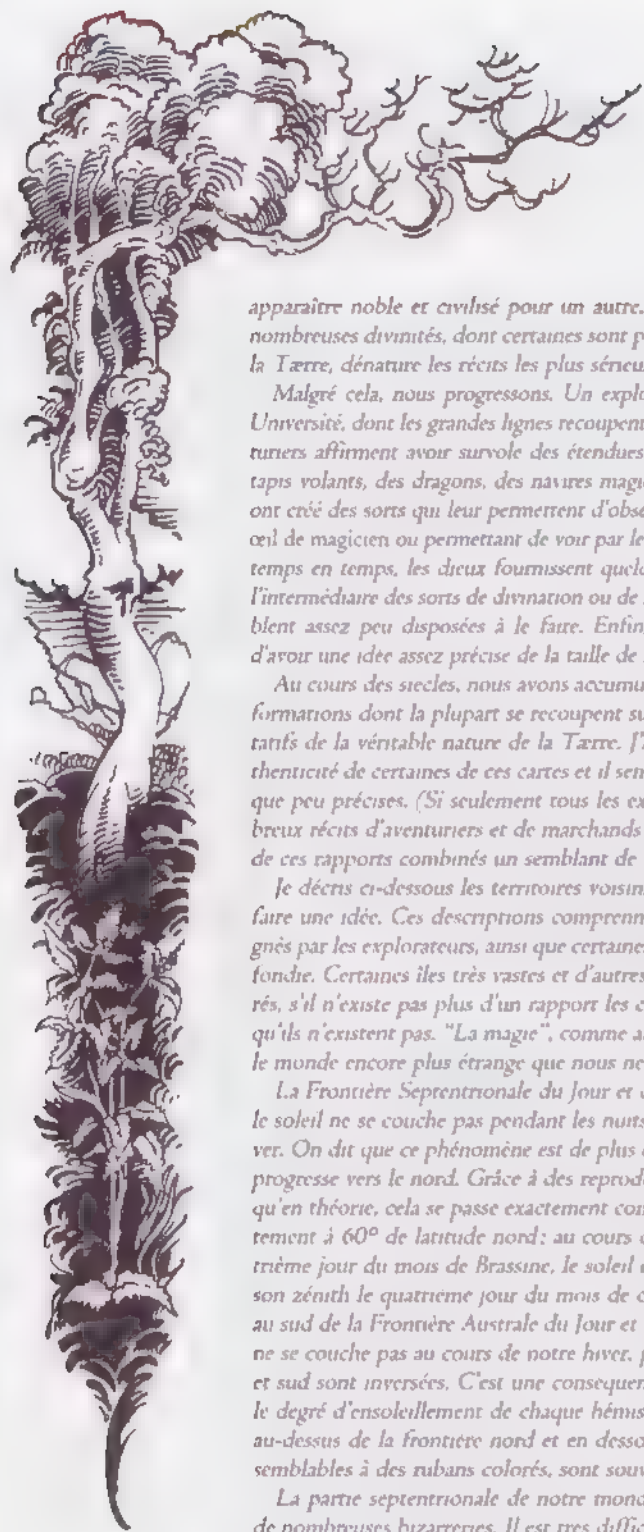 apparaître noble et civilisé pour un autre.
nombreuses divinités, dont certaines sont p
la Tærre, dénature les récits les plus sérieu
Malgré cela, nous progressons. Un explo
Université, dont les grandes lignes recoupent
turiers affirment avoir survole des étendues
tapis volants, des dragons, des navires magi
ont créé des sorts qui leur permettent d'obse
œil de magicien ou permettant de voir par le
temps en temps, les dieux fournissent quelq
l'intermédiaire des sorts de divination ou de
blent assez peu disposées à le faire. Enfin
d'avoir une idée assez précise de la taille de
Au cours des siecles, nous avons accumu
formations dont la plupart se recoupent su
tatifs de la véritable nature de la Tærre. J'
thenticité de certaines de ces cartes et il sem
que peu précises. (Si seulement tous les ex
breux récits d'aventuriers et de marchands
de ces rapports combinés un semblant de
Je décris ci-dessous les territoires voisin
faire une idée. Ces descriptions comprenn
gnés par les explorateurs, ainsi que certaine
fondie. Certaines îles très vastes et d'autres
rés, s'il n'existe pas plus d'un rapport les c
qu'ils n'existent pas. "La magie", comme a
le monde encore plus étrange que nous ne
La Frontière Septentrionale du Jour et
le soleil ne se couche pas pendant les nuits
ver. On dit que ce phénomène est de plus
progresse vers le nord. Grâce à des reprod
qu'en théorie, cela se passe exactement con
tement à 60° de latitude nord; au cours
trième jour du mois de Brassine, le soleil
son zénith le quatrieme jour du mois de
au sud de la Frontière Australe du Jour et
ne se couche pas au cours de notre hiver, p
et sud sont inversées. C'est une consequen
le degré d'ensoleillement de chaque hémis
au-dessus de la frontière nord et en desso
semblables à des rubans colorés, sont souv
La partie septentrionale de notre mond
de nombreuses bizarreries. Il est tres diffic